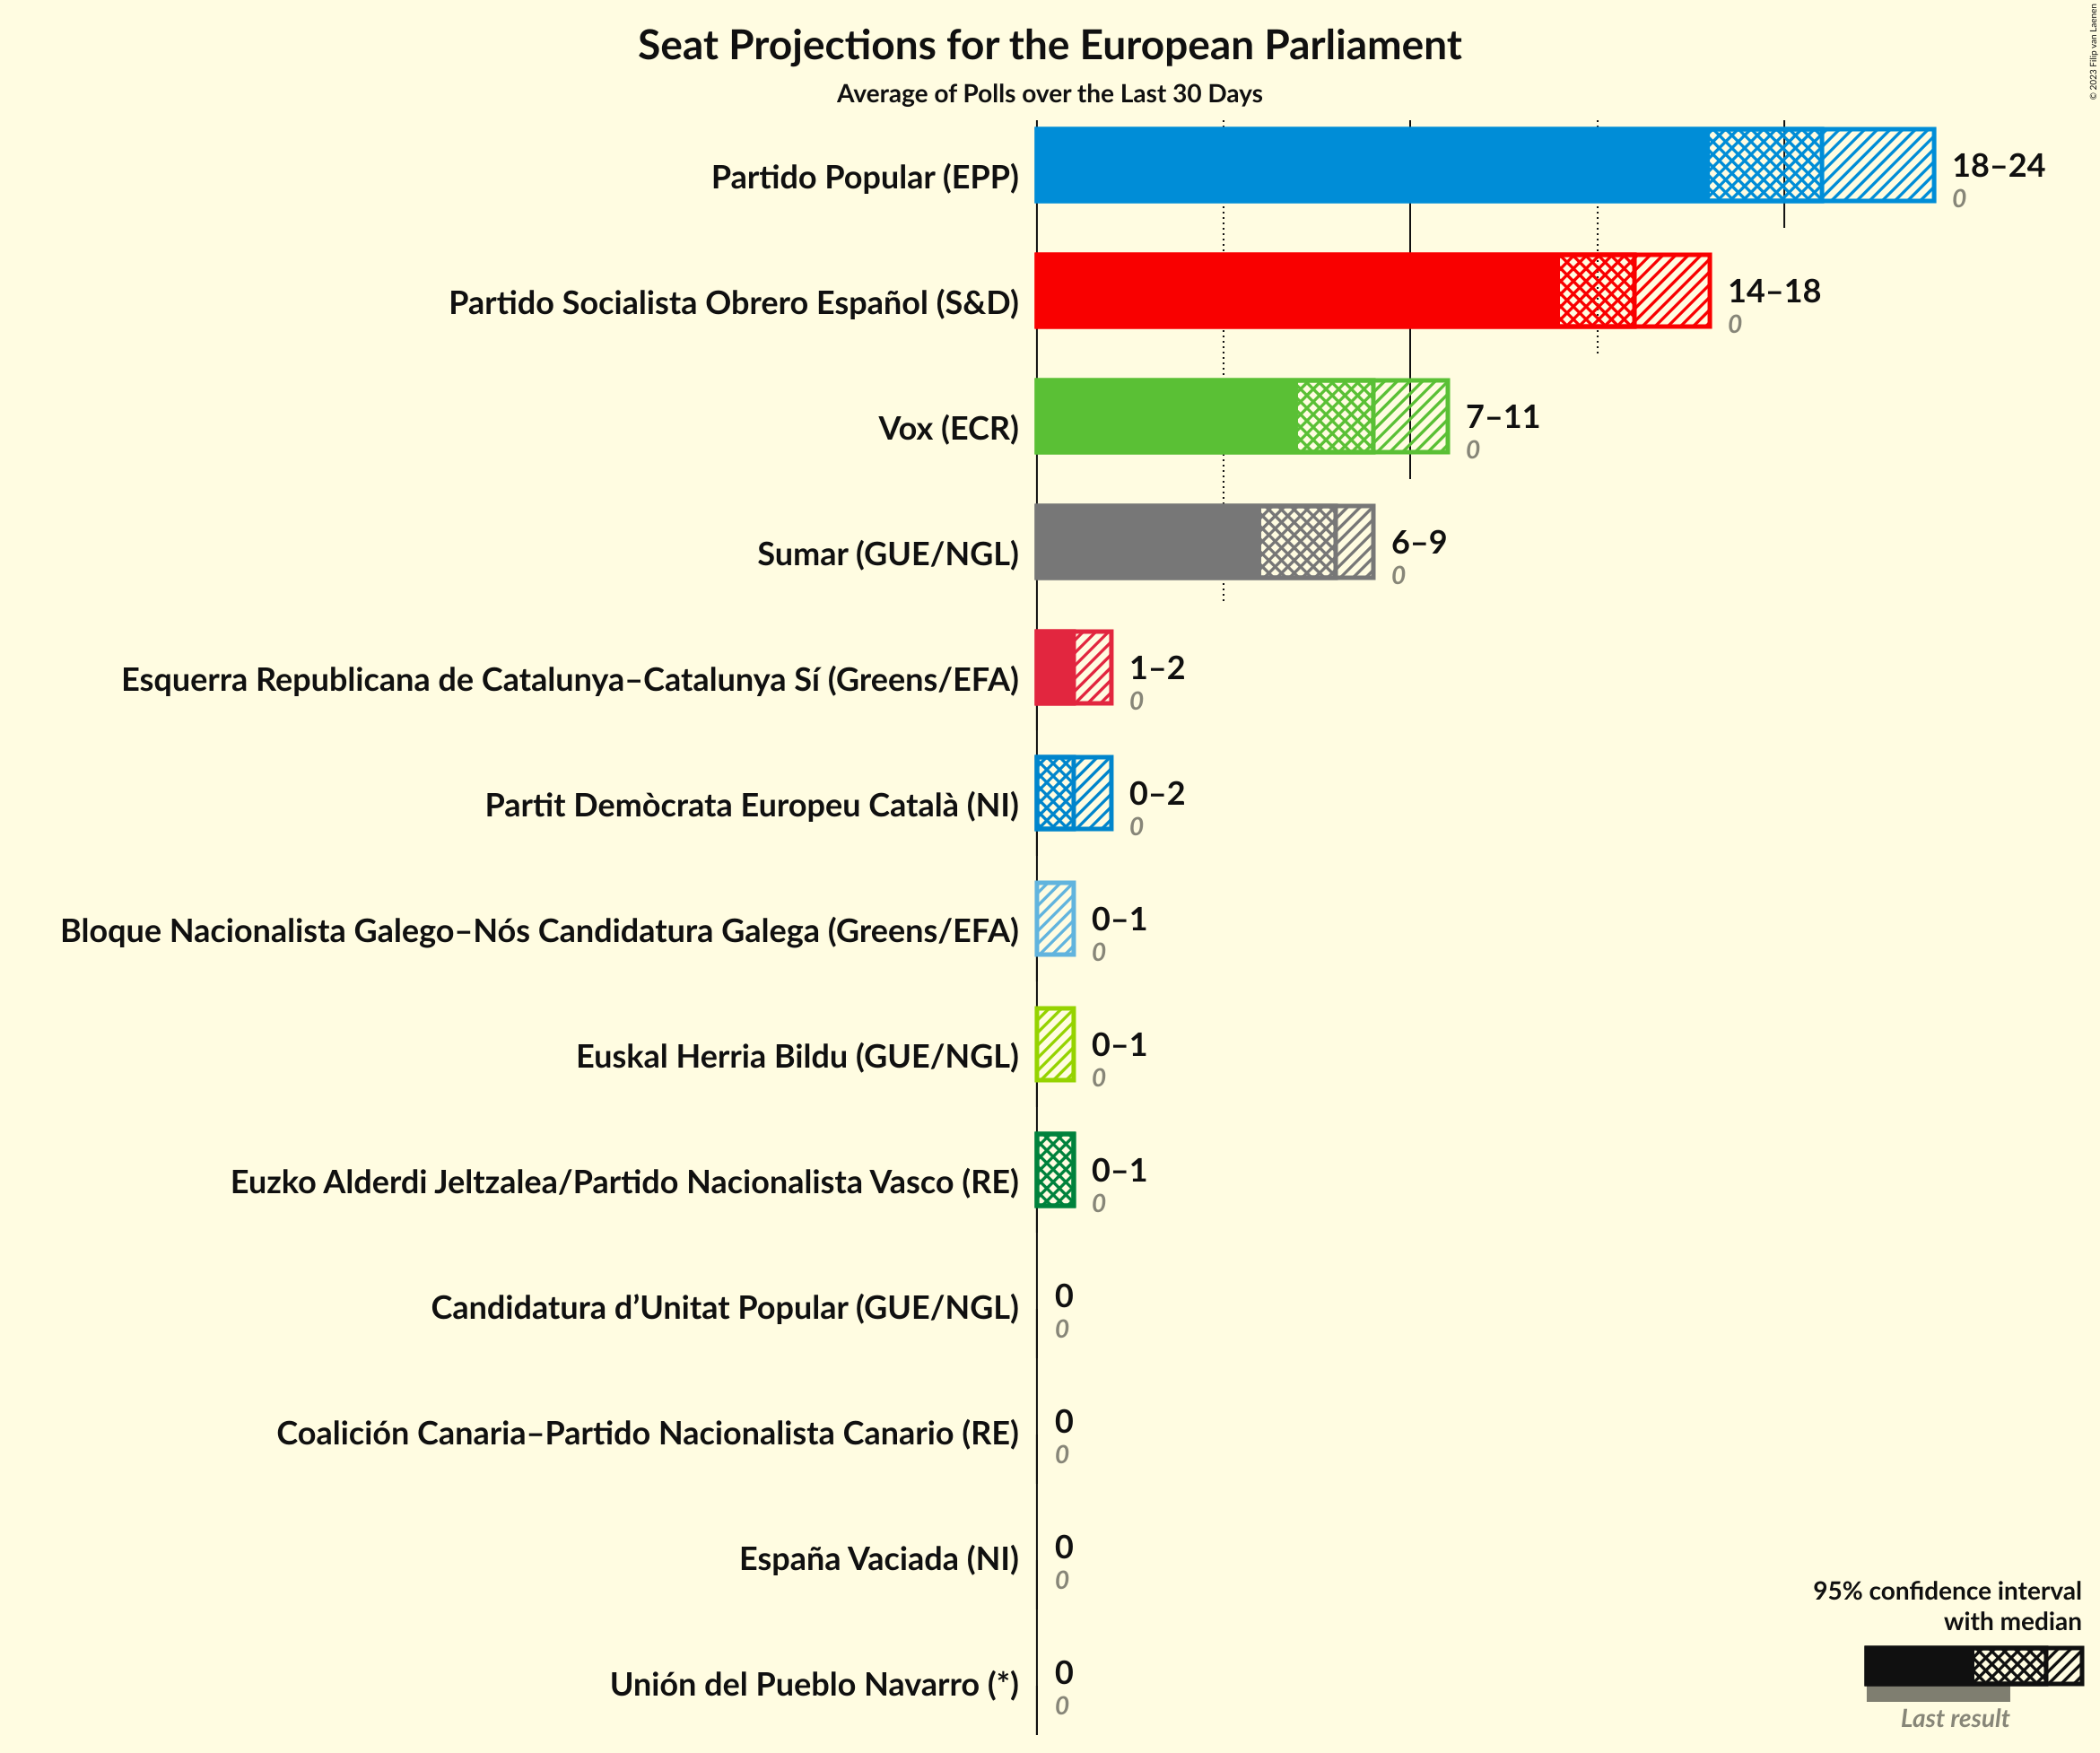 © 2023 Filip van Laenen
Seat Projections for the European Parliament
Average of Polls over the Last 30 Days
Partido Popular (EPP)
18–24
0
Partido Socialista Obrero Español (S&D)
14–18
0
Vox (ECR)
7–11
0
Sumar (GUE/NGL)
6–9
0
Esquerra Republicana de Catalunya–Catalunya Sí (Greens/EFA)
1–2
0
Partit Demòcrata Europeu Català (NI)
0–2
0
Bloque Nacionalista Galego–Nós Candidatura Galega (Greens/EFA)
0–1
0
Euskal Herria Bildu (GUE/NGL)
0–1
0
Euzko Alderdi Jeltzalea/Partido Nacionalista Vasco (RE)
0–1
0
Candidatura d’Unitat Popular (GUE/NGL)
0
0
Coalición Canaria–Partido Nacionalista Canario (RE)
0
0
España Vaciada (NI)
0
0
Unión del Pueblo Navarro (*)
0
0
95% confidence interval
with median
Last result